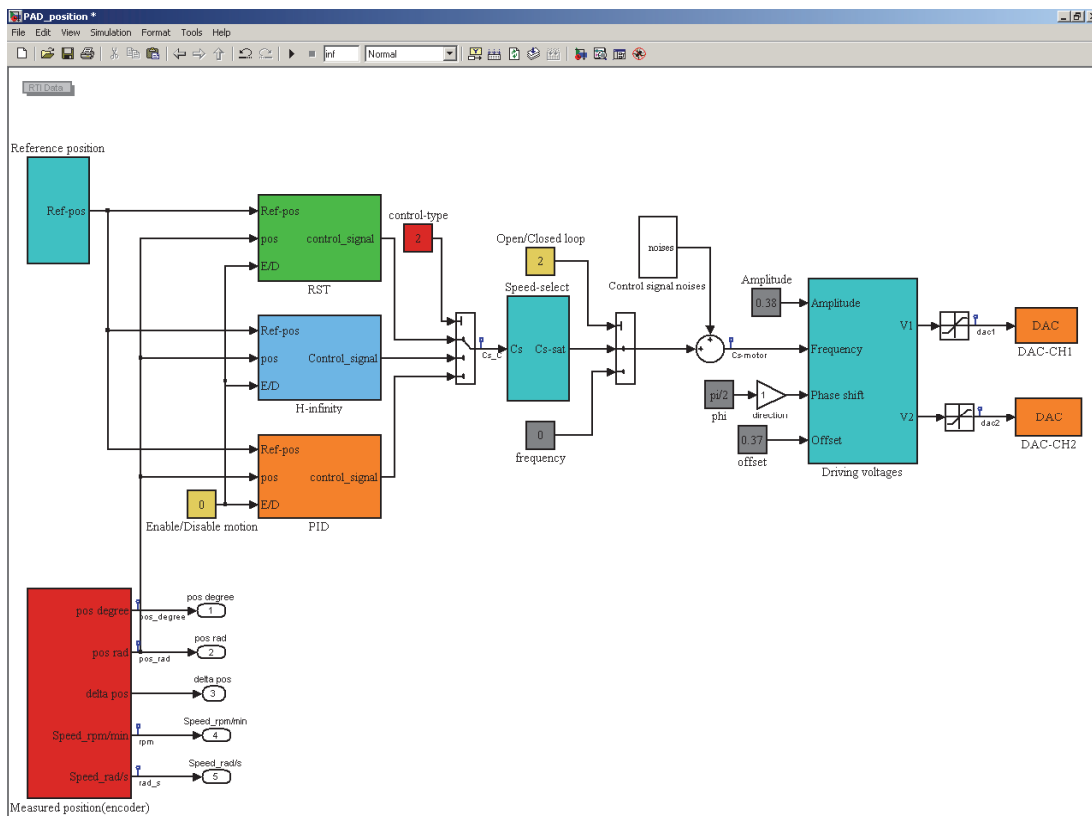 PAD_position *
File Edit View Simulation Format Tools Help
inf Normal
RTI Data
Reference position
Ref-pos
Ref-pos
pos
control_signal
E/D
RST
Ref-pos
pos
Control_signal
E/D
H-infinity
Ref-pos
pos
control_signal
E/D
PID
0
Enable/Disable motion
control-type
2
Cs_C
Open/Closed loop
2
Speed-select
Cs
Cs-sat
0
frequency
noises
Control signal noises
Cs-motor
Amplitude
0.38
pi/2
phi
1
direction
0.37
offset
Amplitude
Frequency
Phase shift
Offset
V1
V2
Driving voltages
dac1
DAC
DAC-CH1
dac2
DAC
DAC-CH2
pos degree
pos rad
delta pos
Speed_rpm/min
Speed_rad/s
Measured position(encoder)
pos degree
1
pos_degree
pos rad
2
pos_rad
delta pos
3
Speed_rpm/min
4
rpm
Speed_rad/s
5
rad_s